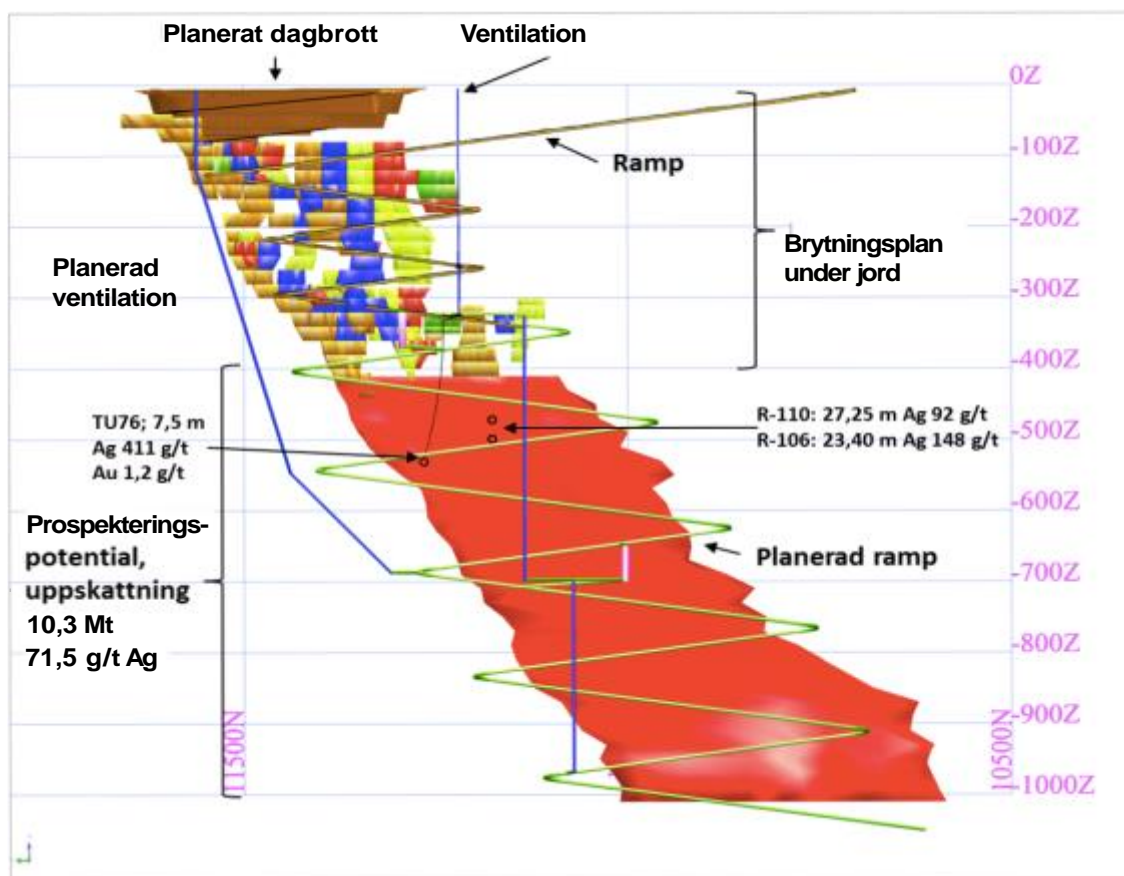 Planerat dagbrott
Ventilation
0Z
-100Z
Ramp
-200Z
Brytningsplan
under jord
Planerad
ventilation
-300Z
-400Z
TU76; 7,5 m
Ag 411 g/t
Au 1,2 g/t
R-110: 27,25 m Ag 92 g/t
R-106: 23,40 m Ag 148 g/t
-500Z
-600Z
Prospekterings-
potential,
uppskattning
10,3 Mt
71,5 g/t Ag
Planerad ramp
-700Z
-800Z
-900Z
11500N
10500N
-1000Z